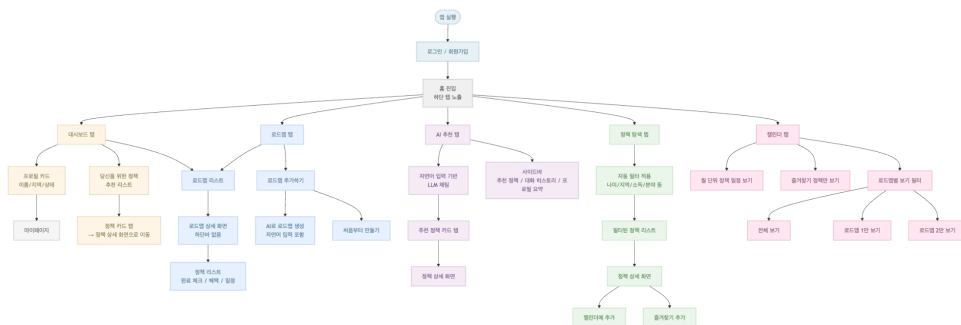 앱 실행
로그인 / 회원가입
홈 진입
하단 탭 노출
대시보드 탭
로드맵 탭
AI 추천 탭
정책 탐색 탭
캘린더 탭
프로필 카드
이름/지역/상태
당신을 위한 정책
추천 리스트
로드맵 리스트
로드맵 추가하기
자연어 입력 기반
LLM 채팅
사이드바
추천 정책 / 대화 히스토리 / 프
로필 요약
자동 필터 적용
나이/지역/소득/분야 등
월 단위 정책 일정 보기
즐겨찾기 정책만 보기
로드맵별 보기 필터
마이페이지
정책 카드 탭
→ 정책 상세 화면으로 이동
로드맵 상세 화면
하단바 없음
AI로 로드맵 생성
자연어 입력 포함
처음부터 만들기
추천 정책 카드 탭
필터된 정책 리스트
전체 보기
로드맵 1만 보기
로드맵 2만 보기
정책 리스트
완료 체크 / 혜택 / 일정
정책 상세 화면
정책 상세 화면
캘린더에 추가
즐겨찾기 추가